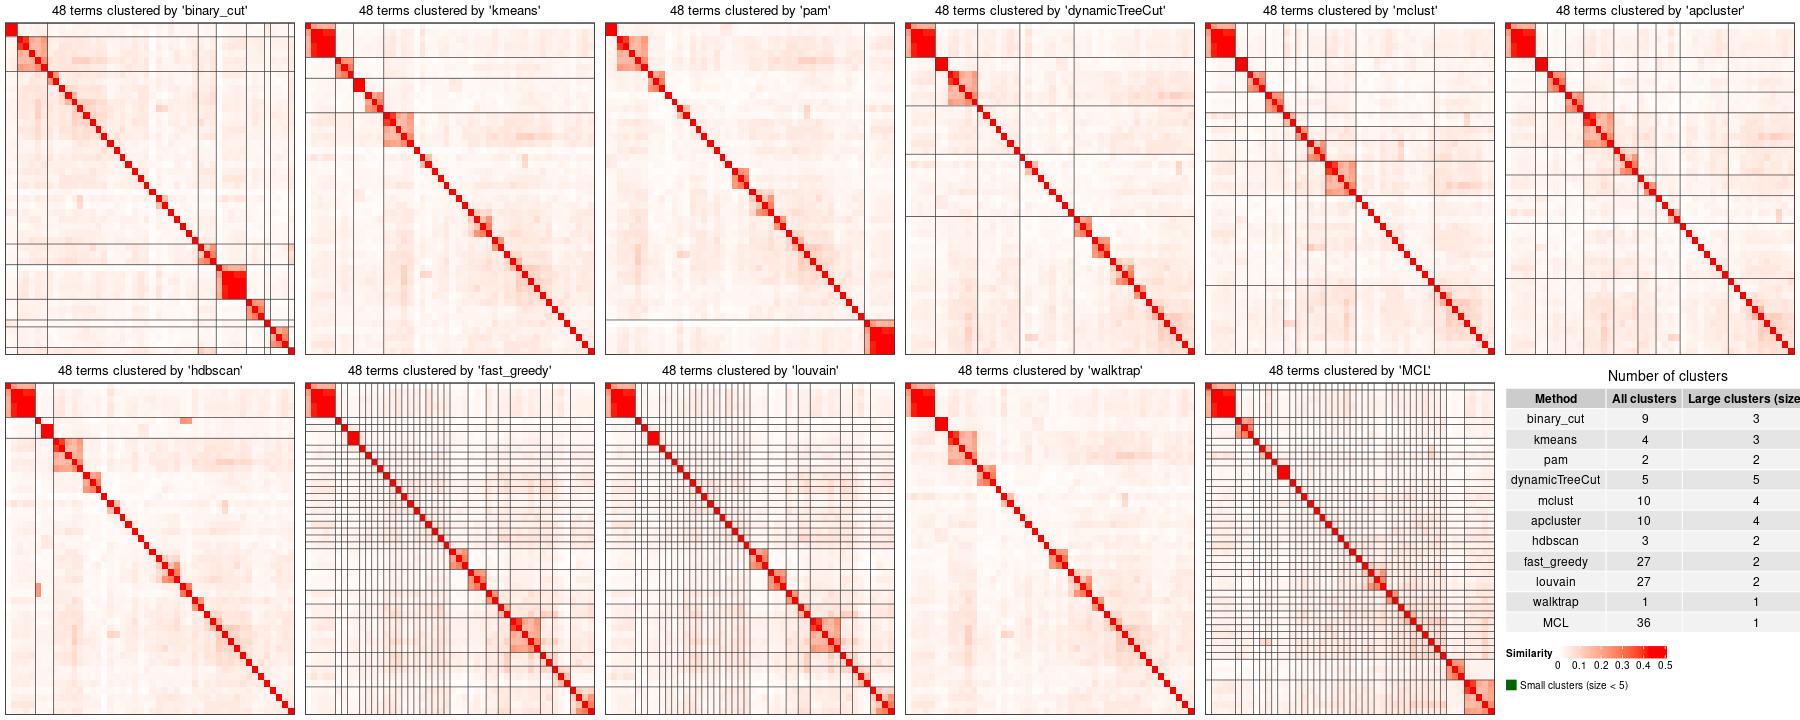 48 terms clustered by 'binary_cut'
48 terms clustered by 'kmeans'
48 terms clustered by 'pam'
48 terms clustered by 'dynamicTreeCut'
48 terms clustered by 'mclust'
48 terms clustered by 'apcluster'
48 terms clustered by 'hdbscan'
48 terms clustered by 'fast_greedy'
48 terms clustered by 'louvain'
48 terms clustered by 'walktrap'
48 terms clustered by 'MCL'
Number of clusters
Method All clusters Large clusters (size
binary_cut 9 3
kmeans 4 3
pam 2 2
dynamicTreeCut 5 5
mclust 10 4
apcluster 10 4
hdbscan 3 2
fast_greedy 27 2
louvain 27 2
walktrap 1 1
MCL 36 1
Similarity
0 0.1 0.2 0.3 0.4 0.5
Small clusters (size < 5)